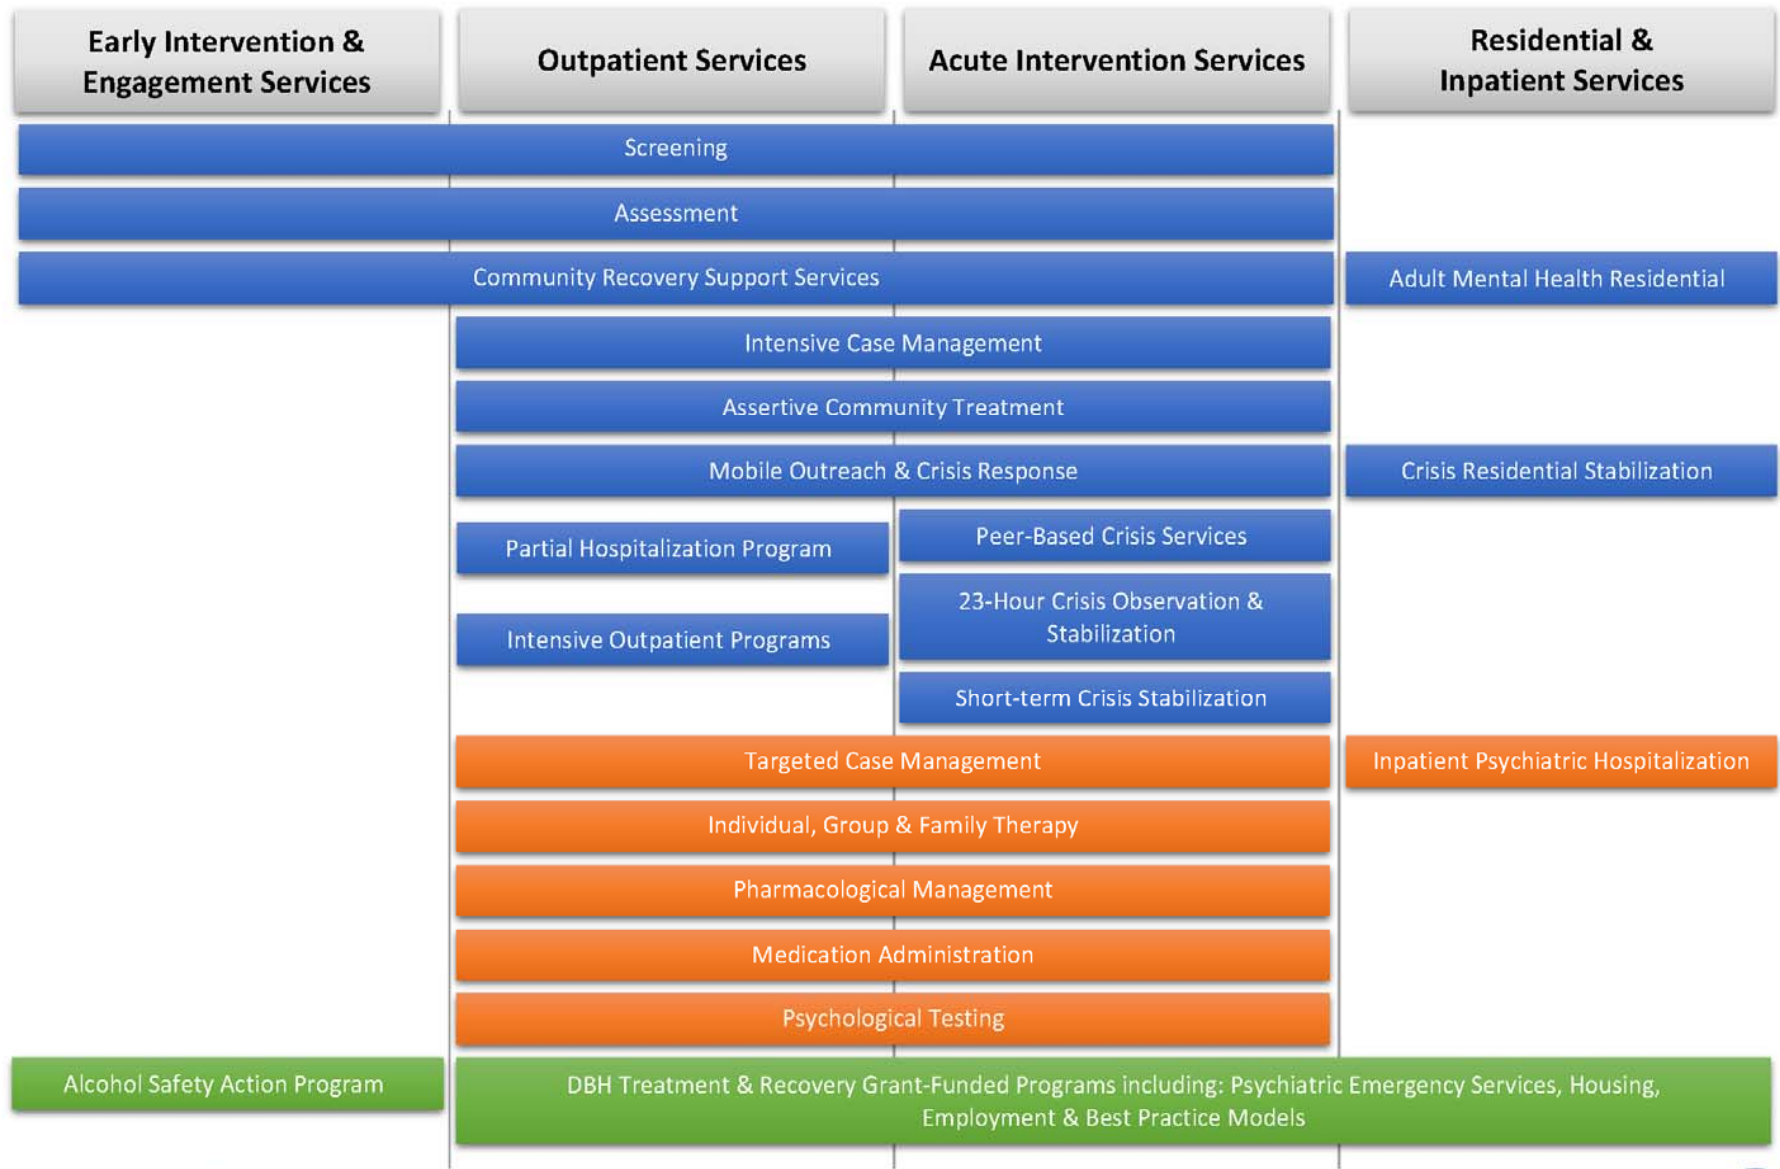 Early Intervention &
Engagement Services
Outpatient Services
Acute Intervention Services
Residential &
Inpatient Services
Screening
Assessment
Community Recovery Support Services
Adult Mental Health Residential
Intensive Case Management
Assertive Community Treatment
Mobile Outreach & Crisis Response
Crisis Residential Stabilization
Partial Hospitalization Program
Peer-Based Crisis Services
23-Hour Crisis Observation &
Stabilization
Intensive Outpatient Programs
Short-term Crisis Stabilization
Targeted Case Management
Inpatient Psychiatric Hospitalization
Individual, Group & Family Therapy
Pharmacological Management
Medication Administration
Psychological Testing
Alcohol Safety Action Program
DBH Treatment & Recovery Grant-Funded Programs including: Psychiatric Emergency Services, Housing,
Employment & Best Practice Models